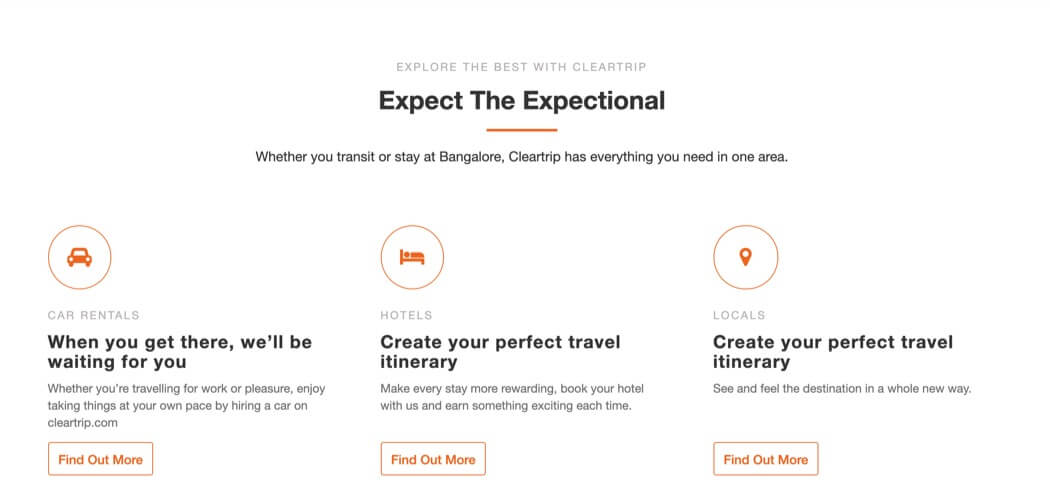 EXPLORE THE BEST WITH CLEARTRIP
Expect The Expectional
Whether you transit or stay at Bangalore, Cleartrip has everything you need in one area.
CAR RENTALS
When you get there, we’ll be
waiting for you
Whether you’re travelling for work or pleasure, enjoy
taking things at your own pace by hiring a car on
cleartrip.com
Find Out More
HOTELS
Create your perfect travel
itinerary
Make every stay more rewarding, book your hotel
with us and earn something exciting each time.
Find Out More
LOCALS
Create your perfect travel
itinerary
See and feel the destination in a whole new way.
Find Out More